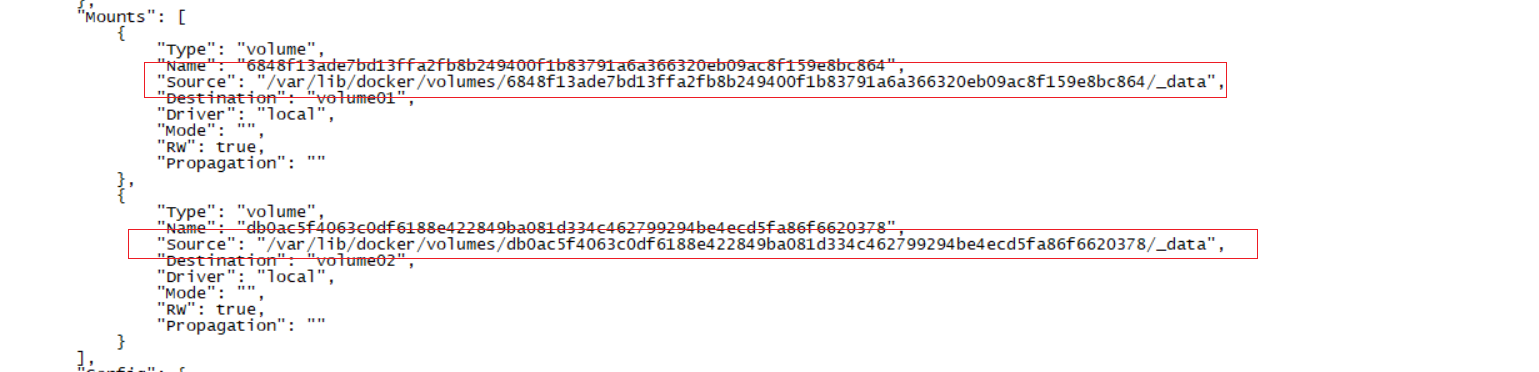 },
"Mounts": [
{
"Type": "volume",
"Name": "6848f13ade7bd13ffa2fb8b249400f1b83791a6a366320eb09ac8f159e8bc864",
"Source": "/var/lib/docker/volumes/6848f13ade7bd13ffa2fb8b249400f1b83791a6a366320eb09ac8f159e8bc864/_data",
"Destination": "volume01",
"Driver": "local",
"Mode": "",
"RW": true,
"Propagation": ""
},
{
"Type": "volume",
"Name": "db0ac5f4063c0df6188e422849ba081d334c462799294be4ecd5fa86f6620378",
"Source": "/var/lib/docker/volumes/db0ac5f4063c0df6188e422849ba081d334c462799294be4ecd5fa86f6620378/_data",
"Destination": "volume02",
"Driver": "local",
"Mode": "",
"RW": true,
"Propagation": ""
}
],
"Config": {